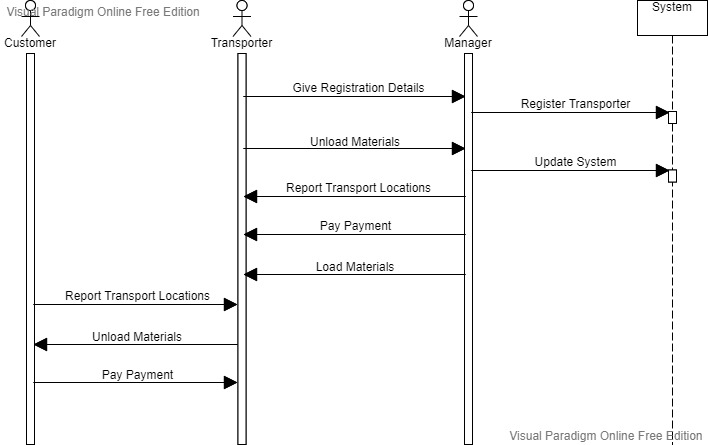 Visual Paradigm Online Free Edition
System
Customer
Transporter
Manager
Give Registration Details
Register Transporter
Unload Materials
Update System
Report Transport Locations
Pay Payment
Load Materials
Report Transport Locations
Unload Materials
Pay Payment
Visual Paradigm Online Free Edition